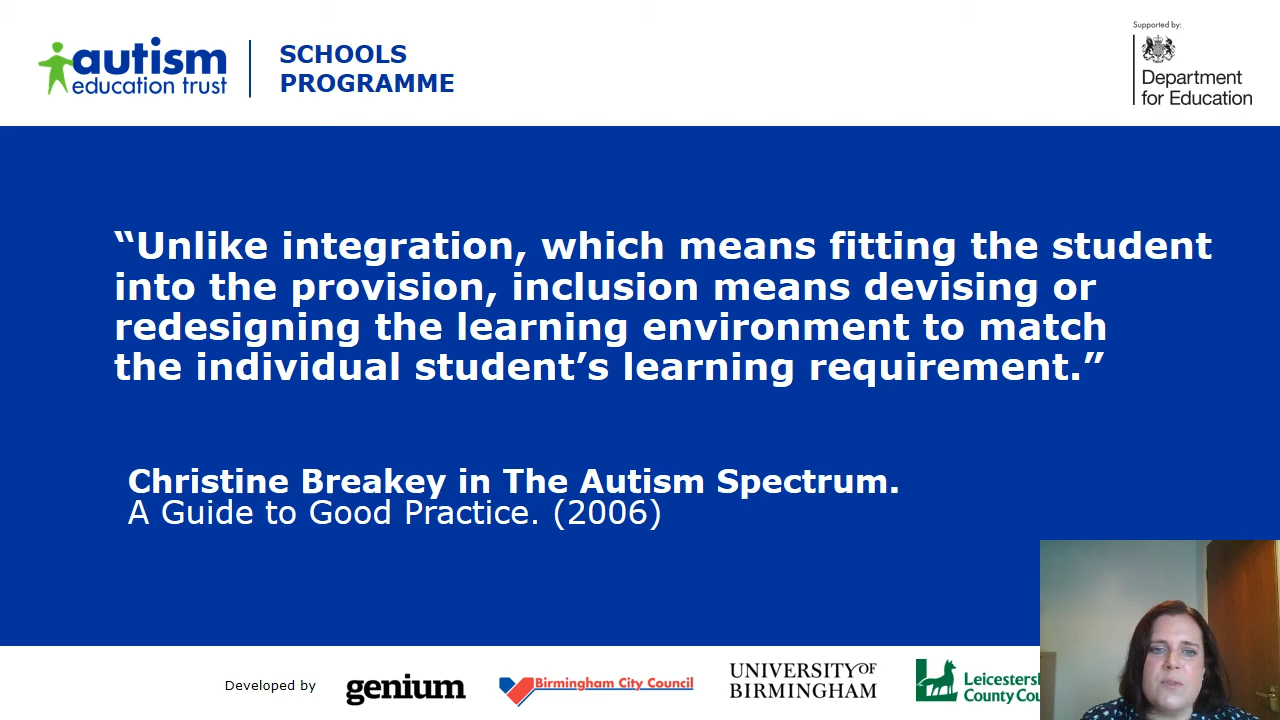 autism
education trust
SCHOOLS
PROGRAMME
Supported by:
Department
for Education
“Unlike integration, which means fitting the student
into the provision, inclusion means devising or
redesigning the learning environment to match
the individual student’s learning requirement.”
Christine Breakey in The Autism Spectrum.
A Guide to Good Practice. (2006)
Developed by
genium
Birmingham City Council
UNIVERSITY OF
BIRMINGHAM
County